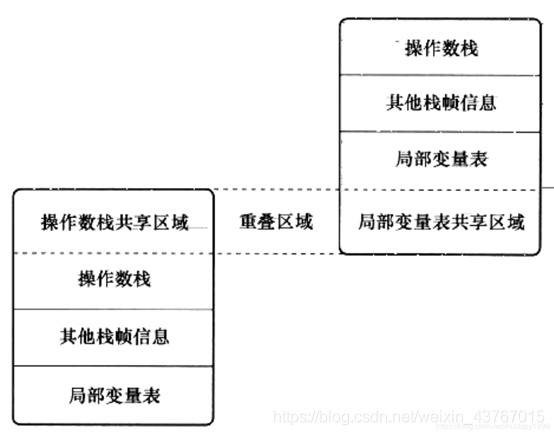 操作数栈
其他栈帧信息
局部变量表
操作数栈共享区域
重叠区域
局部变量表共享区域
操作数栈
其他栈帧信息
局部变量表
https://blog.csdn.net/weixin_43767015